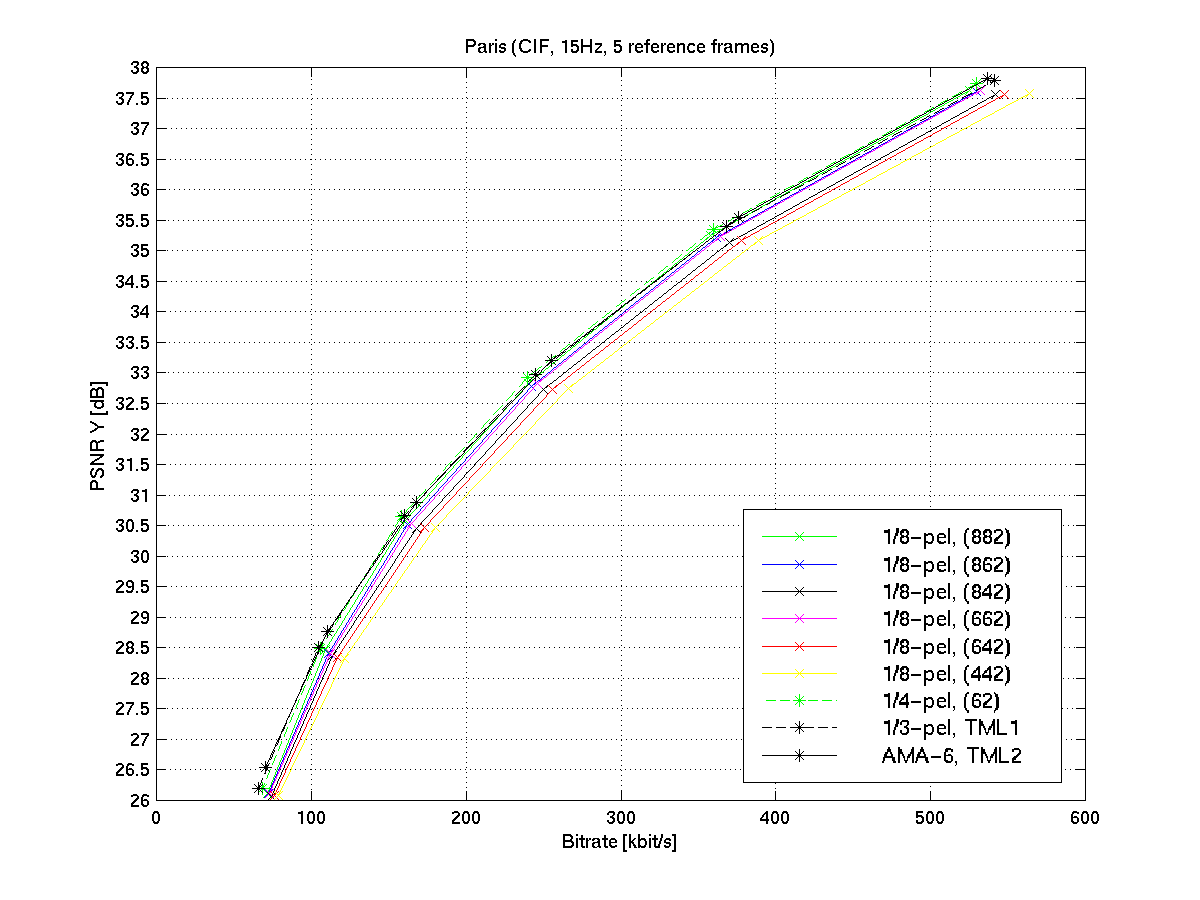 Paris (CIF, 15Hz, 5 reference frames)
38
37.5
37
36.5
36
35.5
35
34.5
34
33.5
33
32.5
32
31.5
31
30.5
30
29.5
29
28.5
28
27.5
27
26.5
26
PSNR Y [dB]
1/8-pel, (882)
1/8-pel, (862)
1/8-pel, (842)
1/8-pel, (662)
1/8-pel, (642)
1/8-pel, (442)
1/4-pel, (62)
1/3-pel, TML1
AMA-6, TML2
0 100 200 300 400 500 600
Bitrate [kbit/s]